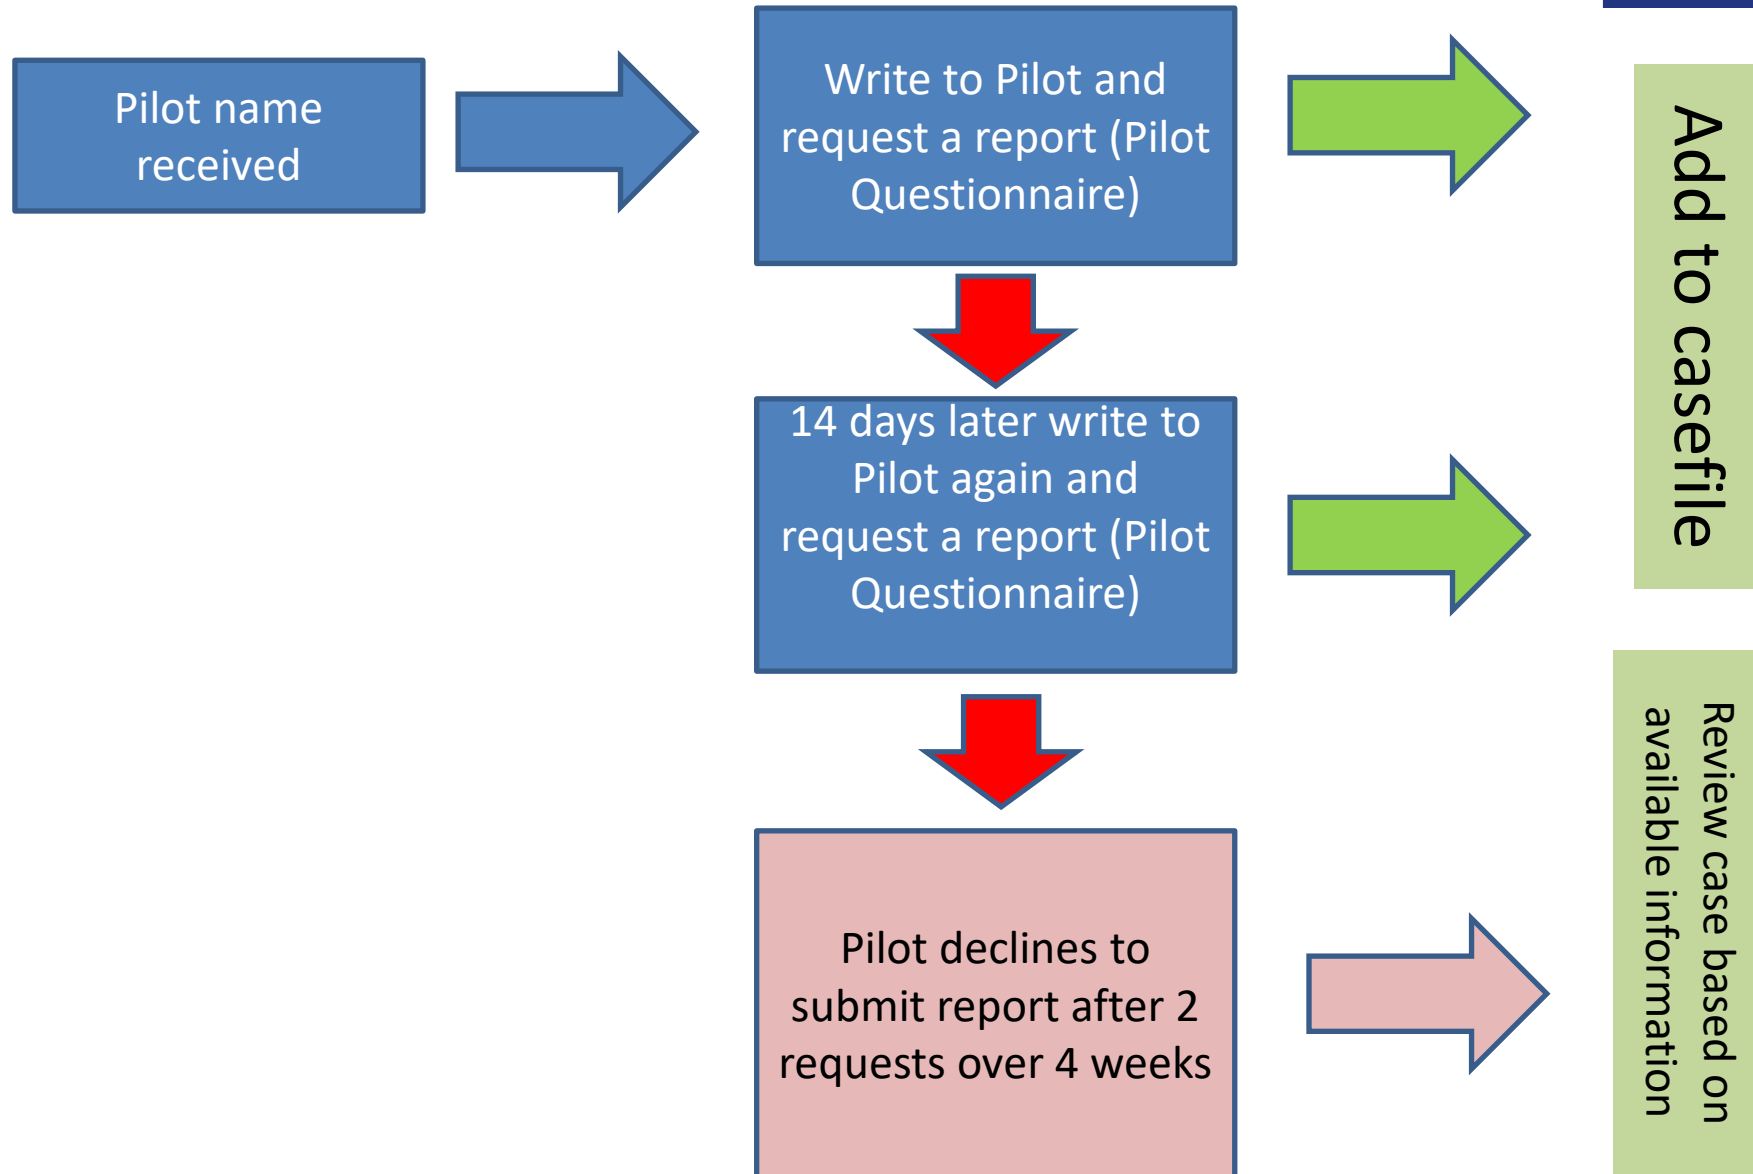 Pilot name
received
Write to Pilot and
request a report (Pilot
Questionnaire)
Add to casefile
14 days later write to
Pilot again and
request a report (Pilot
Questionnaire)
Pilot declines to
submit report after 2
requests over 4 weeks
Review case based on
available information